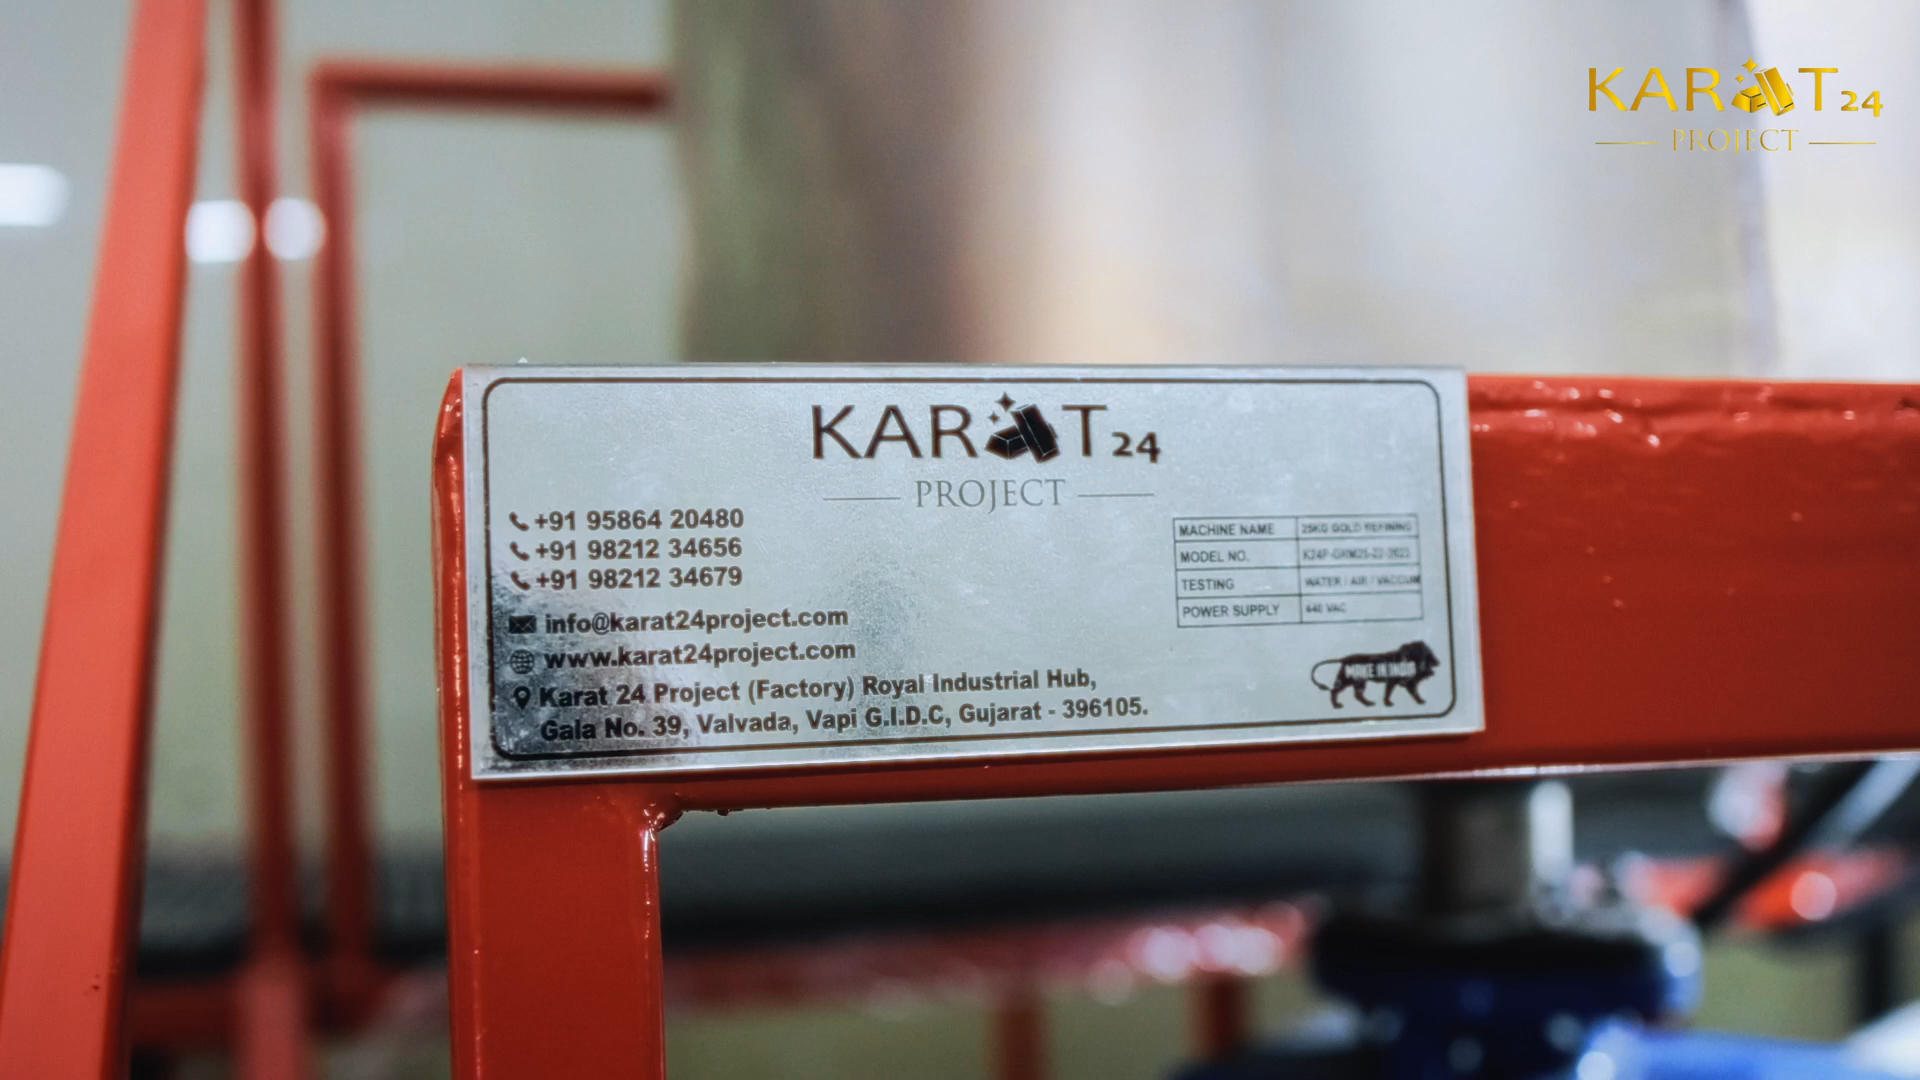 KARAT24
PROJECT
KARAT24
PROJECT
+91 95864 20480
+91 98212 34656
+91 98212 34679
info@karat24project.com
www.karat24project.com
Karat 24 Project (Factory) Royal Industrial Hub,
Gala No. 39, Valvada, Vapi G.I.D.C, Gujarat - 396105.
MACHINE NAME 25KG GOLD REFINING
MODEL NO.
TESTING WATER / AIR / VACCUM
POWER SUPPLY 440 VAC
MAKE IN INDIA